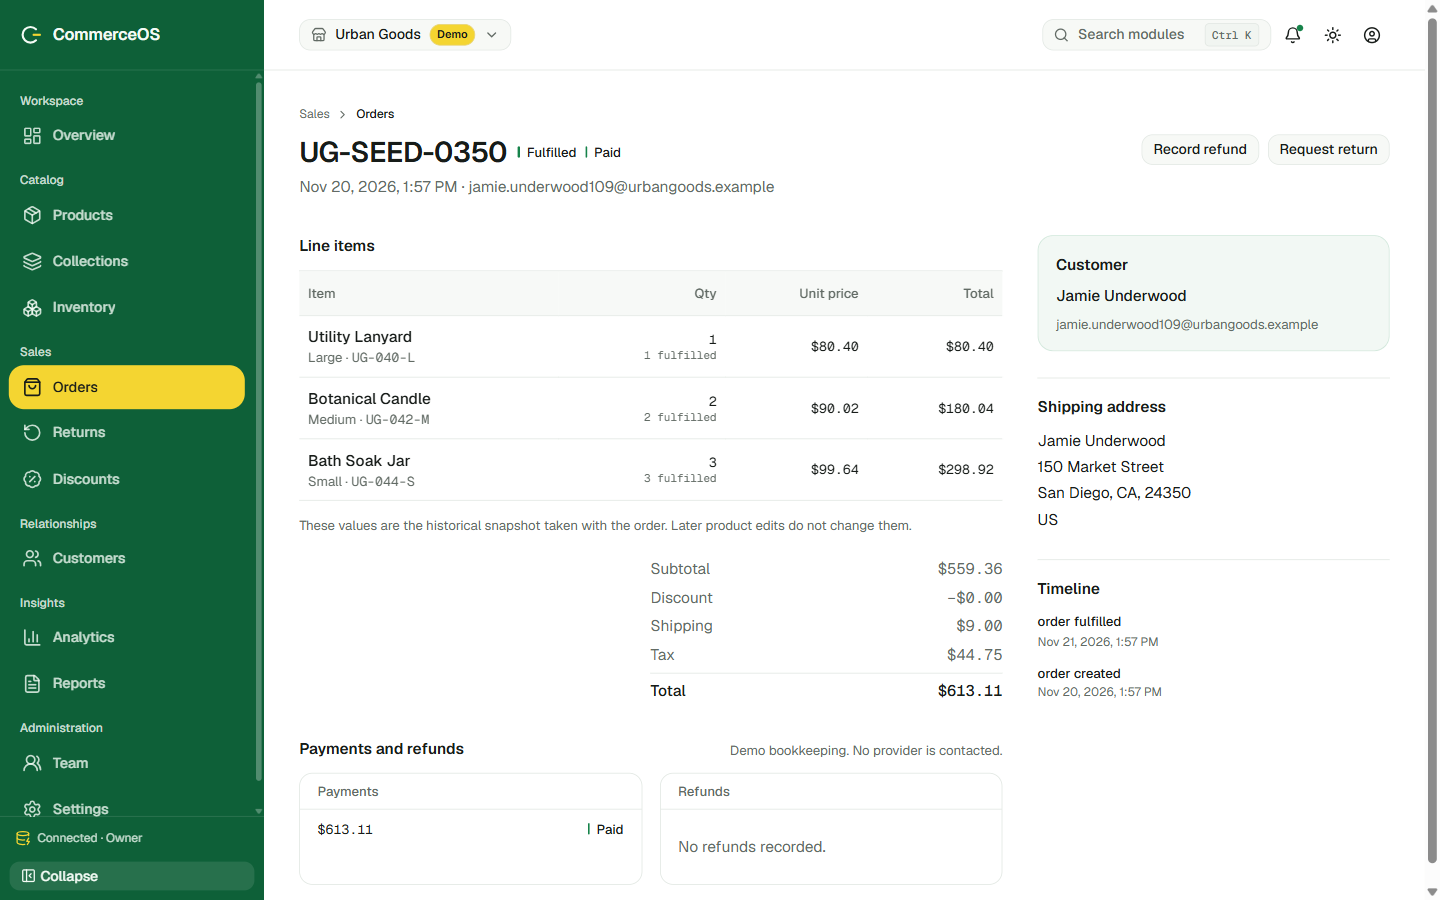 CommerceOS
Workspace
Overview
Catalog
Products
Collections
Inventory
Sales
Orders
Returns
Discounts
Relationships
Customers
Insights
Analytics
Reports
Administration
Team
Settings
Connected · Owner
Collapse
Urban Goods Demo
Search modules Ctrl K
Sales > Orders
UG-SEED-0350 Fulfilled Paid
Nov 20, 2026, 1:57 PM · jamie.underwood109@urbangoods.example
Record refund Request return
Line items
Item Qty Unit price Total
Utility Lanyard 1 $80.40 $80.40
Large · UG-040-L 1 fulfilled
Botanical Candle 2 $90.02 $180.04
Medium · UG-042-M 2 fulfilled
Bath Soak Jar 3 $99.64 $298.92
Small · UG-044-S 3 fulfilled
These values are the historical snapshot taken with the order. Later product edits do not change them.
Subtotal $559.36
Discount −$0.00
Shipping $9.00
Tax $44.75
Total $613.11
Payments and refunds Demo bookkeeping. No provider is contacted.
Payments
$613.11 Paid
Refunds
No refunds recorded.
Customer
Jamie Underwood
jamie.underwood109@urbangoods.example
Shipping address
Jamie Underwood
150 Market Street
San Diego, CA, 24350
US
Timeline
order fulfilled
Nov 21, 2026, 1:57 PM
order created
Nov 20, 2026, 1:57 PM